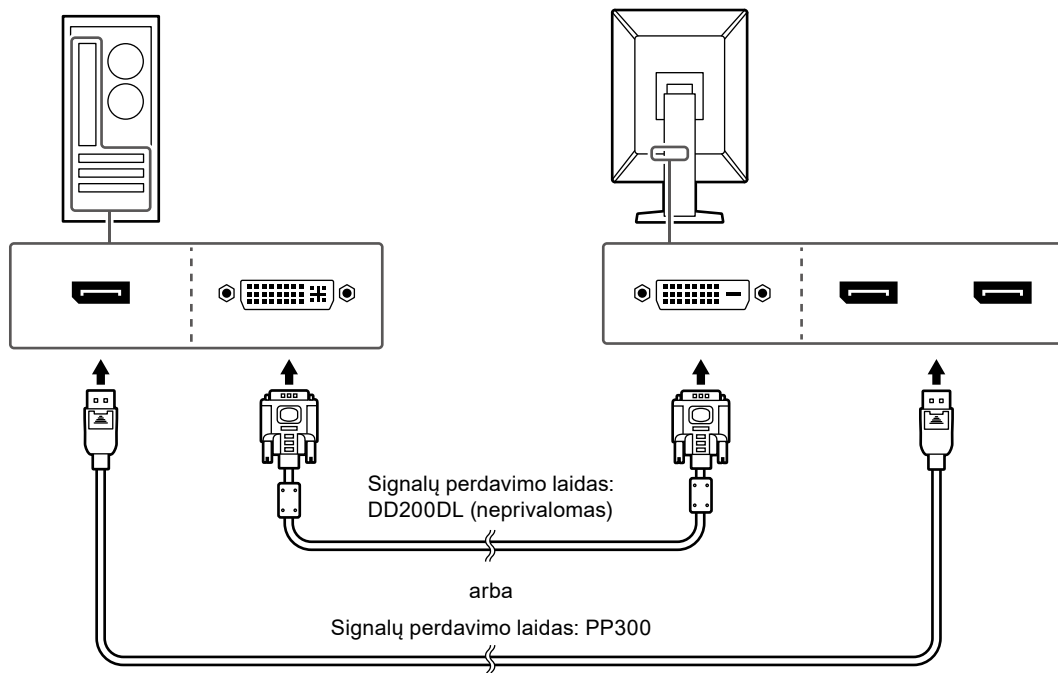 Signalų perdavimo laidas:
DD200DL (neprivalomas)
arba
Signalų perdavimo laidas: PP300